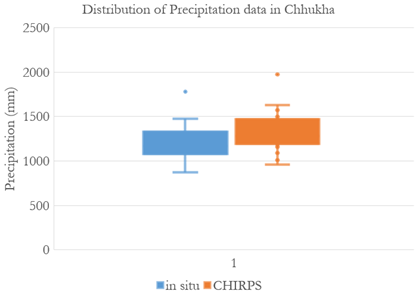 Distribution of Precipitation data in Chhukha
2500
2000
1500
1000
500
0
Precipitation (mm)
1
in situ CHIRPS